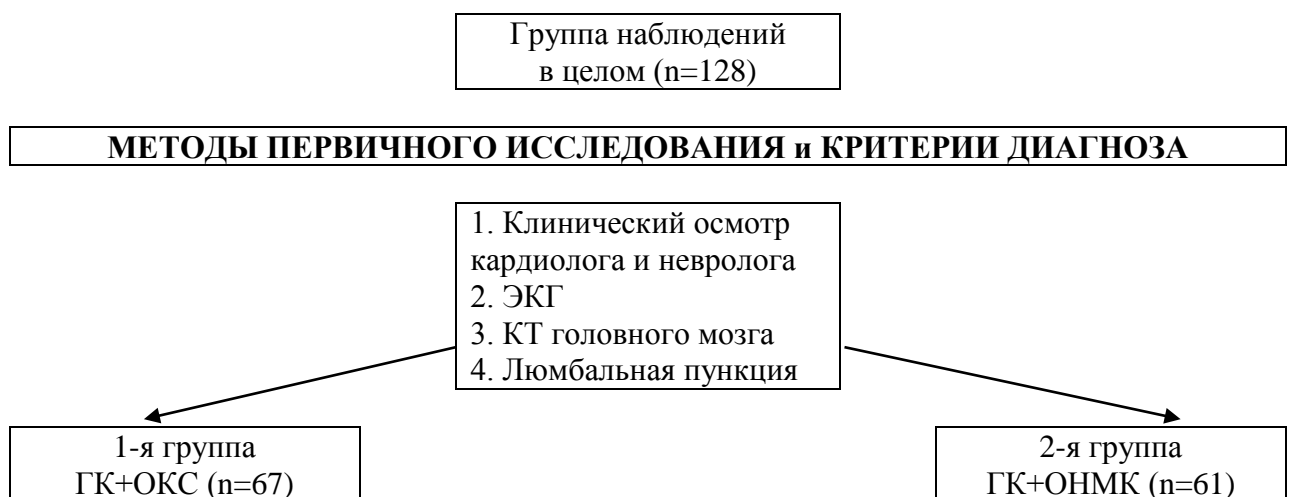 Группа наблюдений
в целом (n=128)
МЕТОДЫ ПЕРВИЧНОГО ИССЛЕДОВАНИЯ и КРИТЕРИИ ДИАГНОЗА
1. Клинический осмотр
кардиолога и невролога
2. ЭКГ
3. КТ головного мозга
4. Люмбальная пункция
1-я группа
ГК+ОКС (n=67)
2-я группа
ГК+ОНМК (n=61)